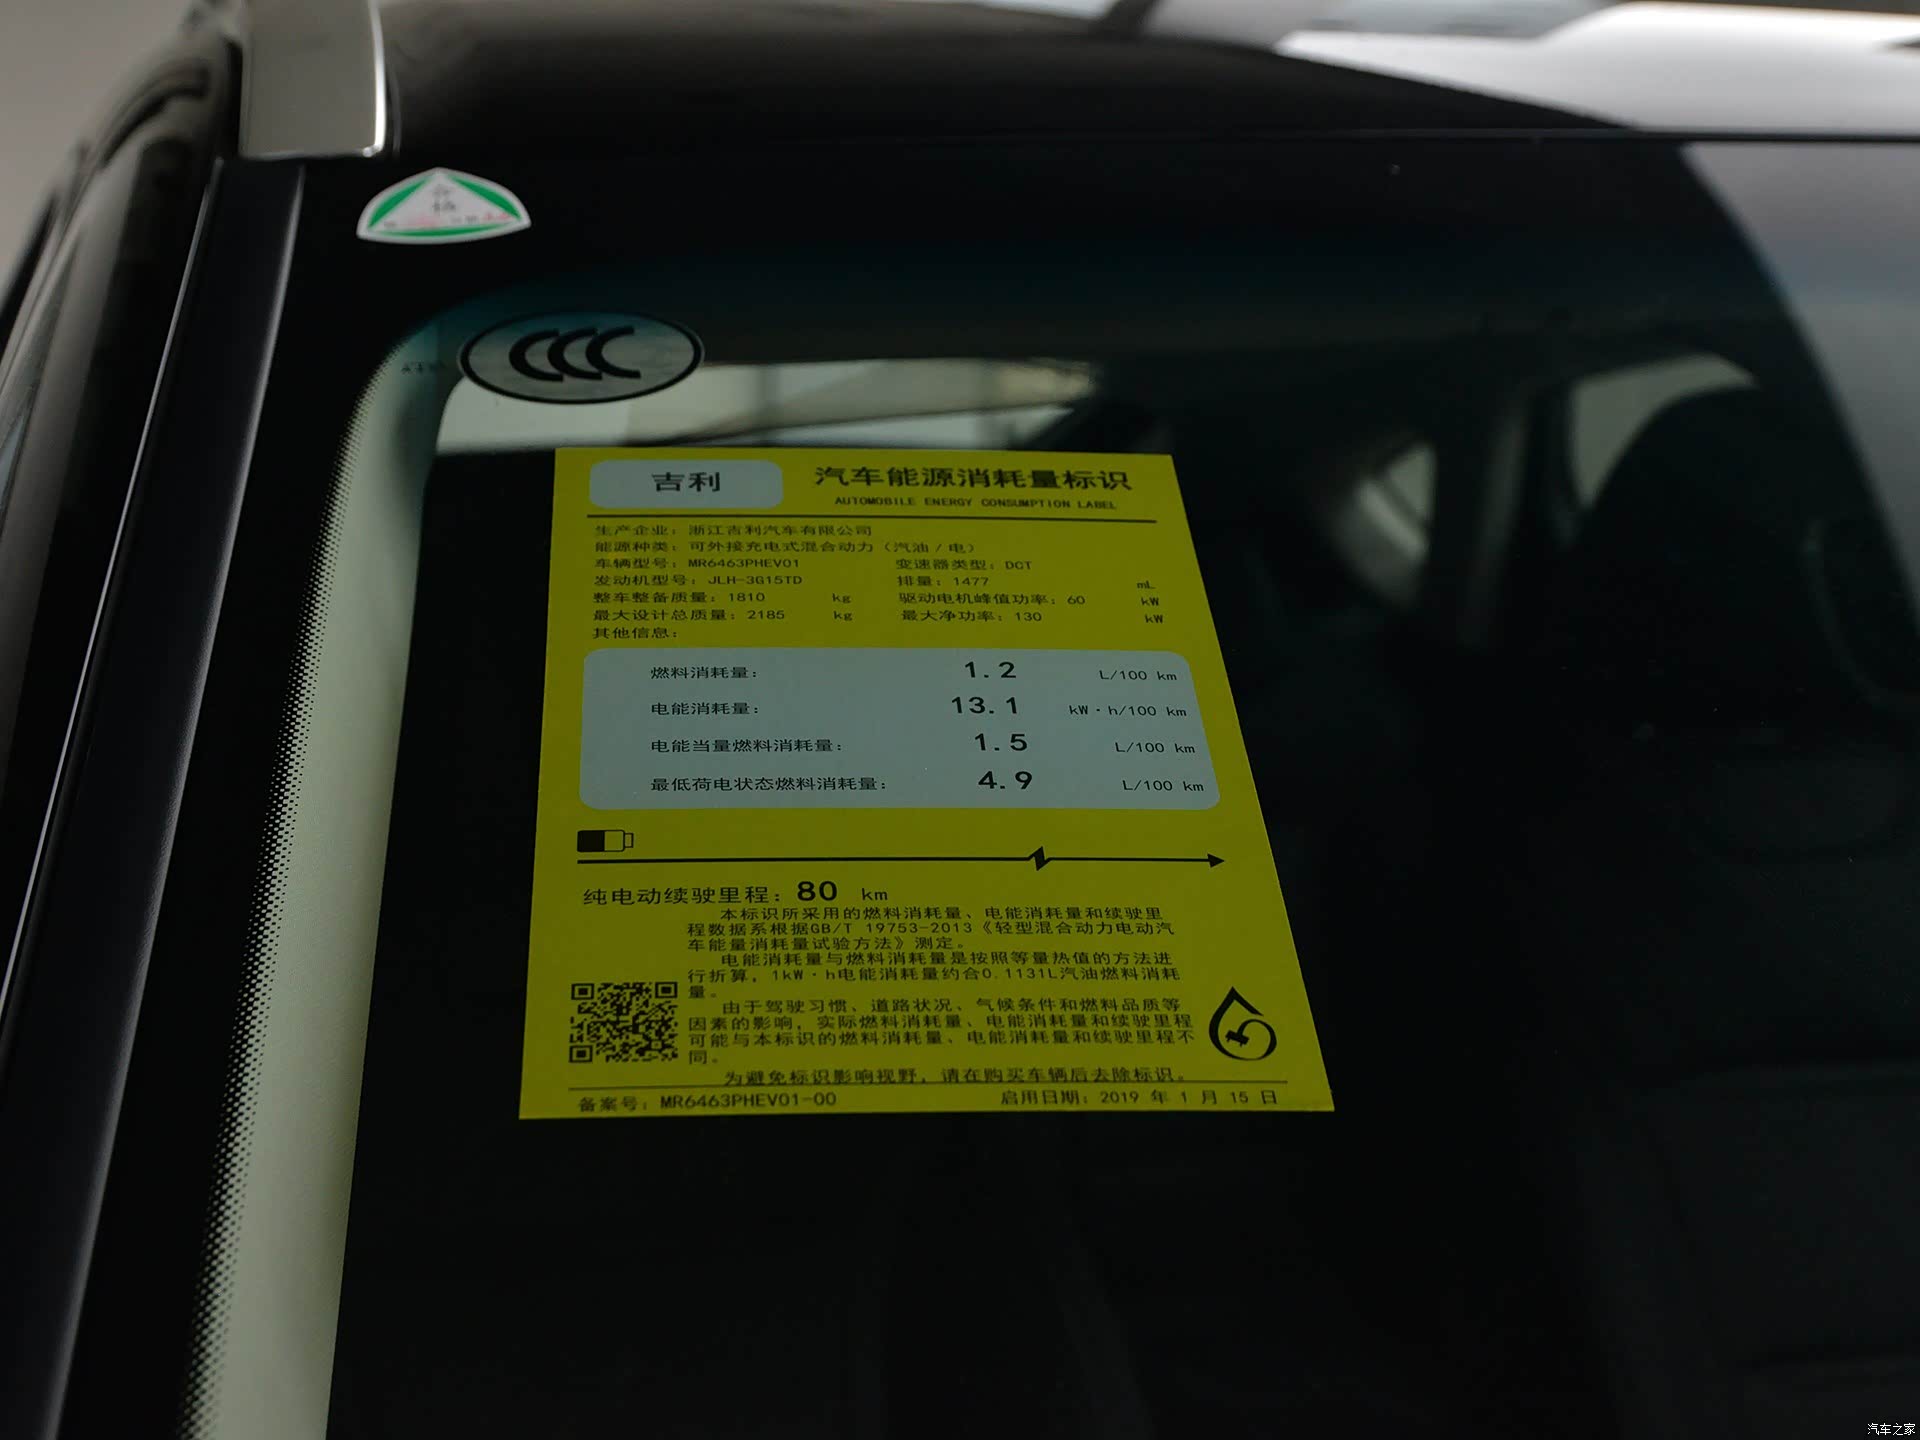 CCC
吉利
汽车能源消耗量标识
AUTOMOBILE ENERGY CONSUMPTION LABEL
生产企业：浙江吉利汽车有限公司
能源种类：可外接充电式混合动力（汽油/电）
车辆型号：MR6463PHEV01 变速器类型：DCT
发动机型号：JLH-3G15TD 排量：1477 mL
整车整备质量：1810 kg 驱动电机峰值功率：60 kW
最大设计总质量：2185 kg 最大净功率：130 kW
其他信息：
燃料消耗量： 1.2 L/100 km
电能消耗量： 13.1 kW·h/100 km
电能当量燃料消耗量： 1.5 L/100 km
最低荷电状态燃料消耗量： 4.9 L/100 km
纯电动续驶里程：80 km
本标识所采用的燃料消耗量、电能消耗量和续驶里
程数据系根据GB/T 19753-2013《轻型混合动力电动汽
车能量消耗量试验方法》测定。
电能消耗量与燃料消耗量是按照等量热值的方法进
行折算，1kW·h电能消耗量约合0.1131L汽油燃料消耗
量。
由于驾驶习惯、道路状况、气候条件和燃料品质等
因素的影响，实际燃料消耗量、电能消耗量和续驶里程
可能与本标识的燃料消耗量、电能消耗量和续驶里程不
同。
为避免标识影响视野，请在购买车辆后去除标识。
备案号：MR6463PHEV01-00 启用日期：2019 年 1 月 15 日
汽车之家